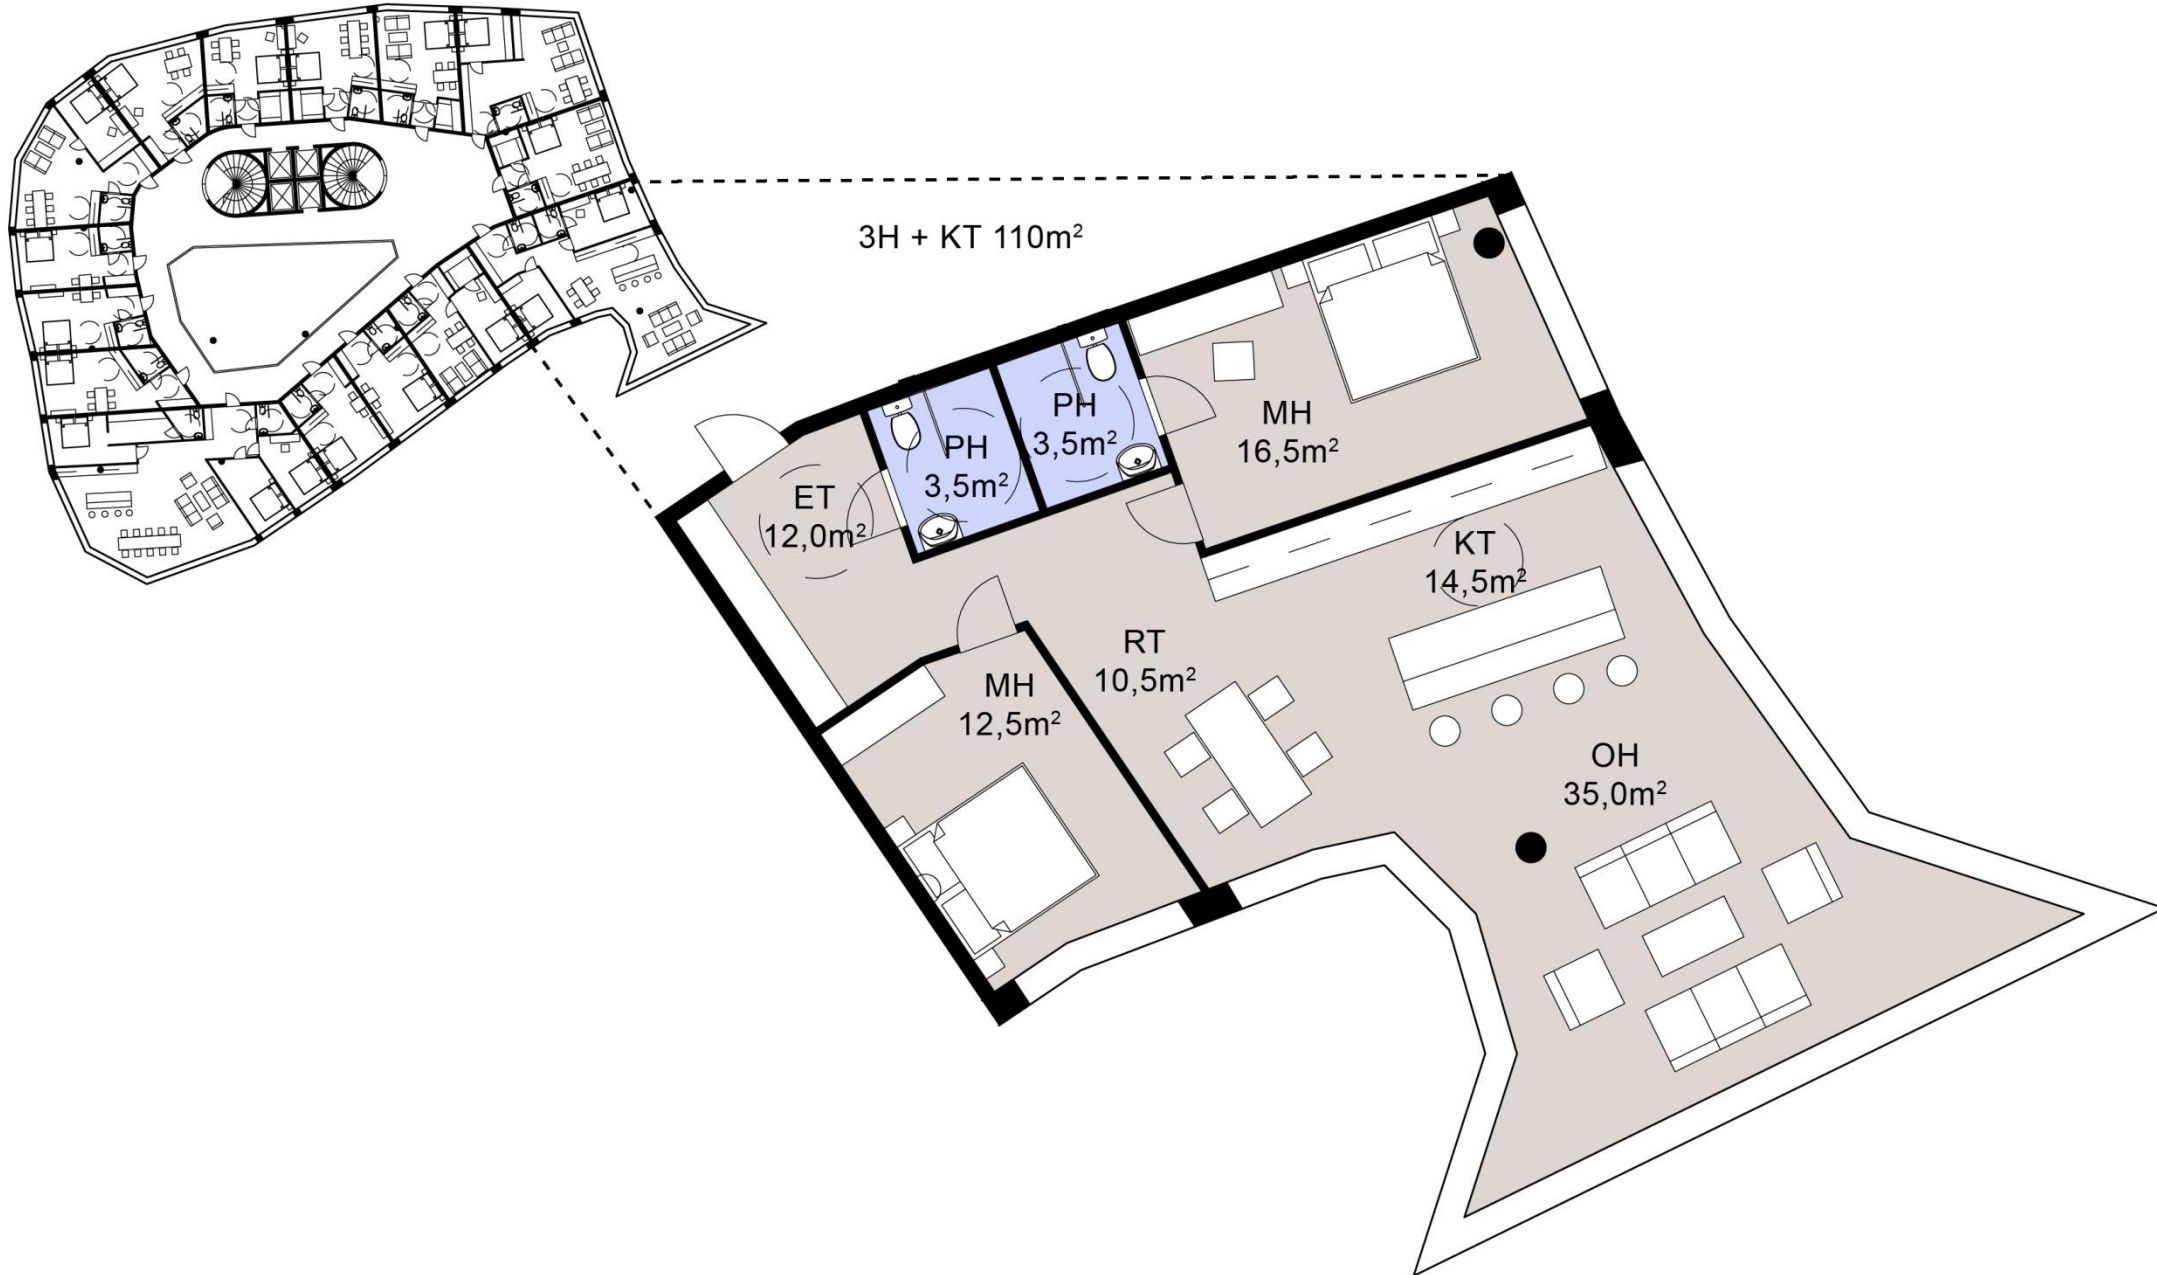 3H + KT 110m²
PH
3,5m²
MH
16,5m²
PH
3,5m²
ET
12,0m²
KT
14,5m²
RT
10,5m²
MH
12,5m²
OH
35,0m²